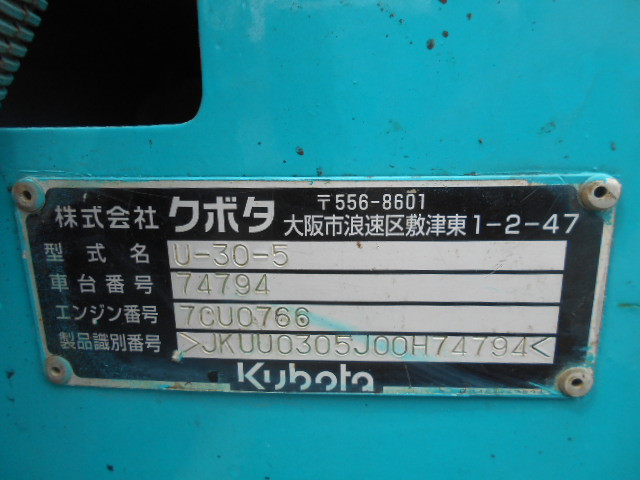 株式会社 クボタ 〒556-8601
大阪市浪速区敷津東1-2-47
型式名 U-30-5
車台番号 74794
エンジン番号 7CU0766
製品識別番号 >JKUU0305J00H74794<
Kubota